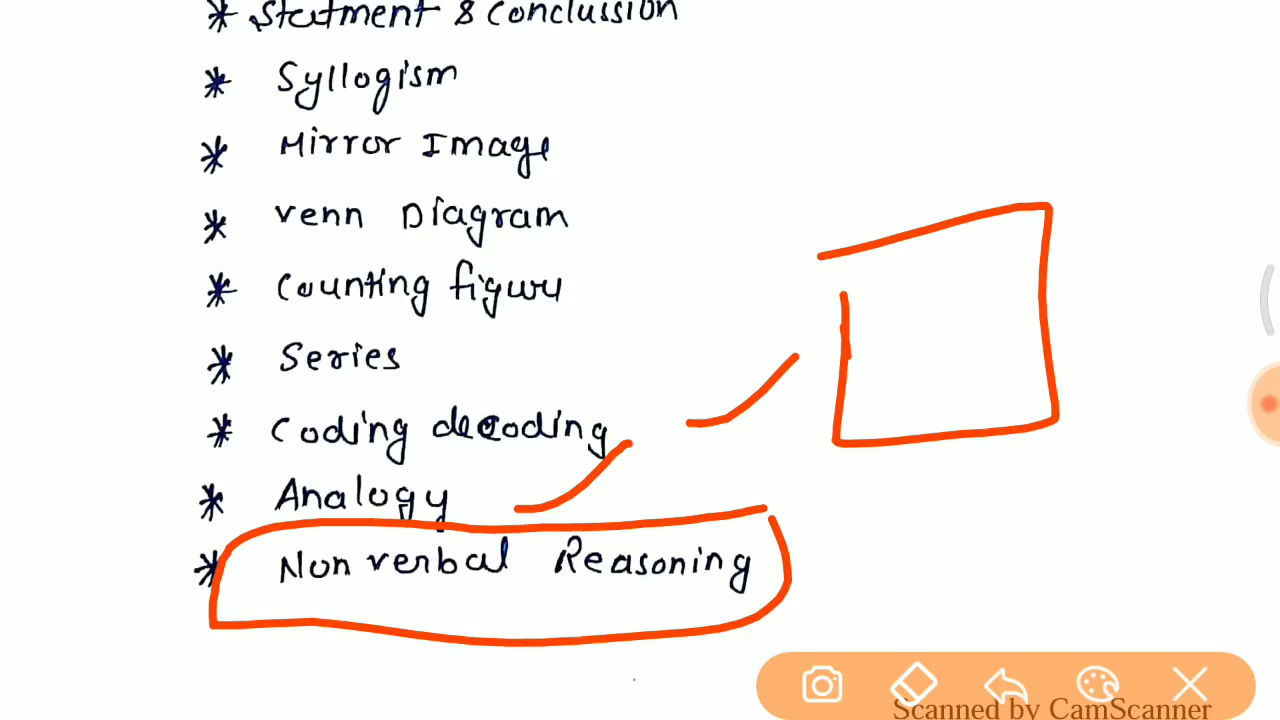 * Statment & Conclussion
* Syllogism
* Mirror Image
* Venn Diagram
* Counting figure
* Series
* Coding decoding
* Analogy
* Non verbal Reasoning
Scanned by CamScanner